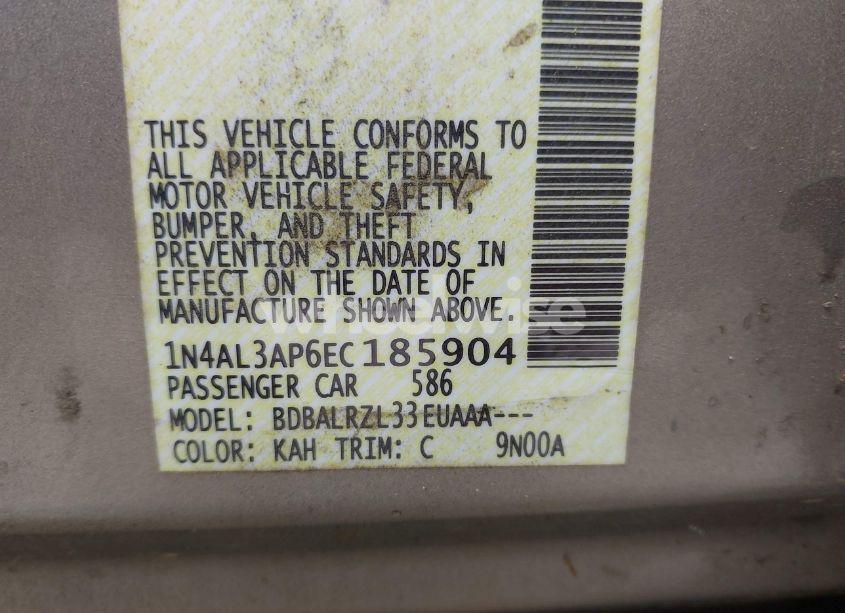 THIS VEHICLE CONFORMS TO
ALL APPLICABLE FEDERAL
MOTOR VEHICLE SAFETY,
BUMPER, AND THEFT
PREVENTION STANDARDS IN
EFFECT ON THE DATE OF
MANUFACTURE SHOWN ABOVE.
wheelwise
1N4AL3AP6EC185904
PASSENGER CAR 586
MODEL: BDBALRZL33EUAAA---
COLOR: KAH TRIM: C 9N00A